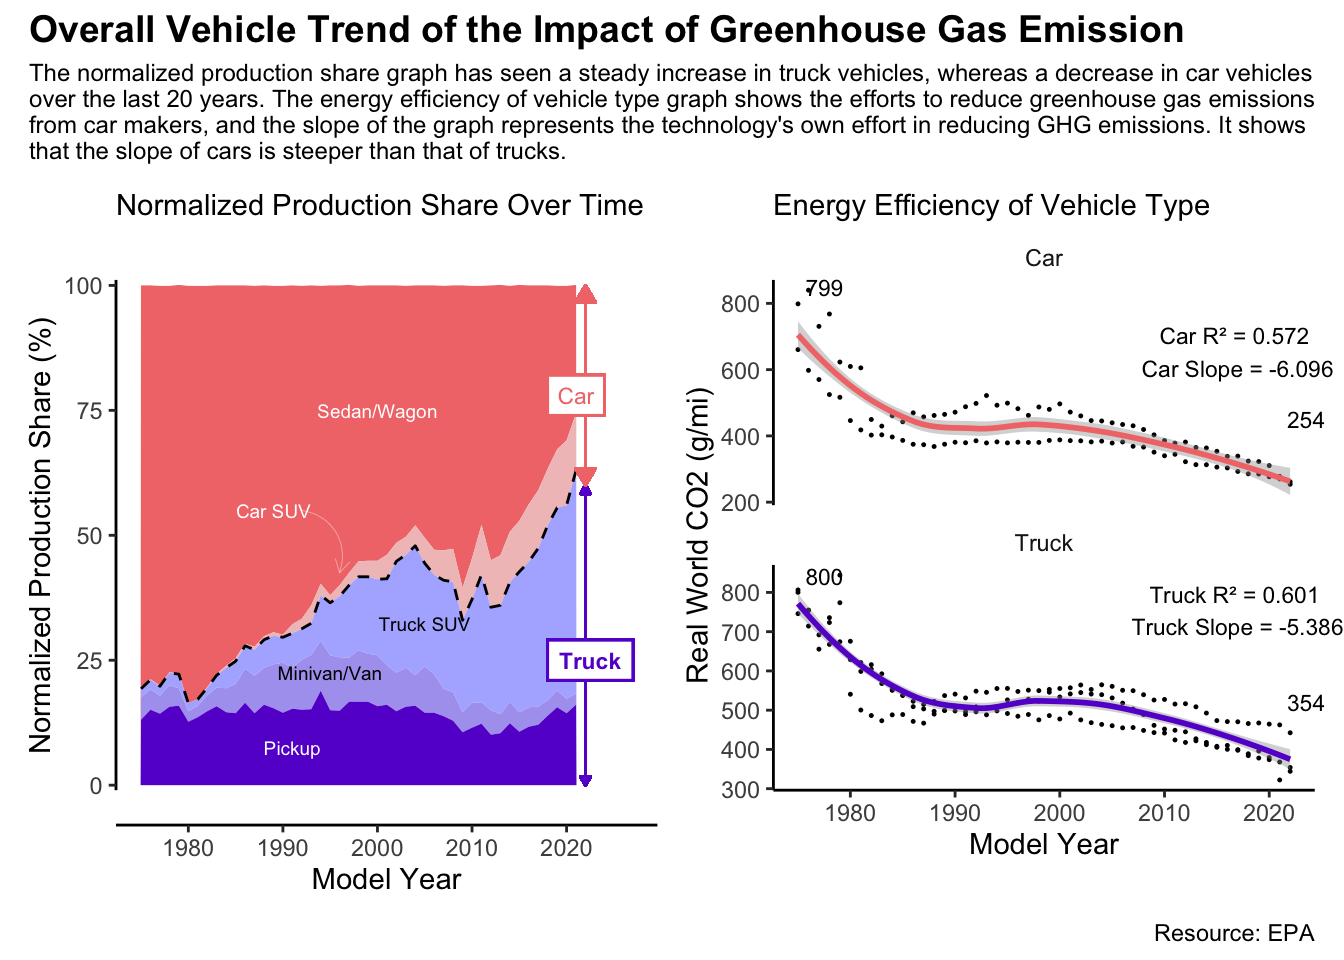 Overall Vehicle Trend of the Impact of Greenhouse Gas Emission
The normalized production share graph has seen a steady increase in truck vehicles, whereas a decrease in car vehicles
over the last 20 years. The energy efficiency of vehicle type graph shows the efforts to reduce greenhouse gas emissions
from car makers, and the slope of the graph represents the technology's own effort in reducing GHG emissions. It shows
that the slope of cars is steeper than that of trucks.
Normalized Production Share Over Time
Normalized Production Share (%)
100
75
50
25
0
Sedan/Wagon
Car SUV
Truck SUV
Minivan/Van
Pickup
Car
Truck
1980
1990
2000
2010
2020
Model Year
Energy Efficiency of Vehicle Type
Real World CO2 (g/mi)
Car
800
600
400
200
799
Car R² = 0.572
Car Slope = -6.096
254
Truck
800
700
600
500
400
300
800
Truck R² = 0.601
Truck Slope = -5.386
354
1980
1990
2000
2010
2020
Model Year
Resource: EPA